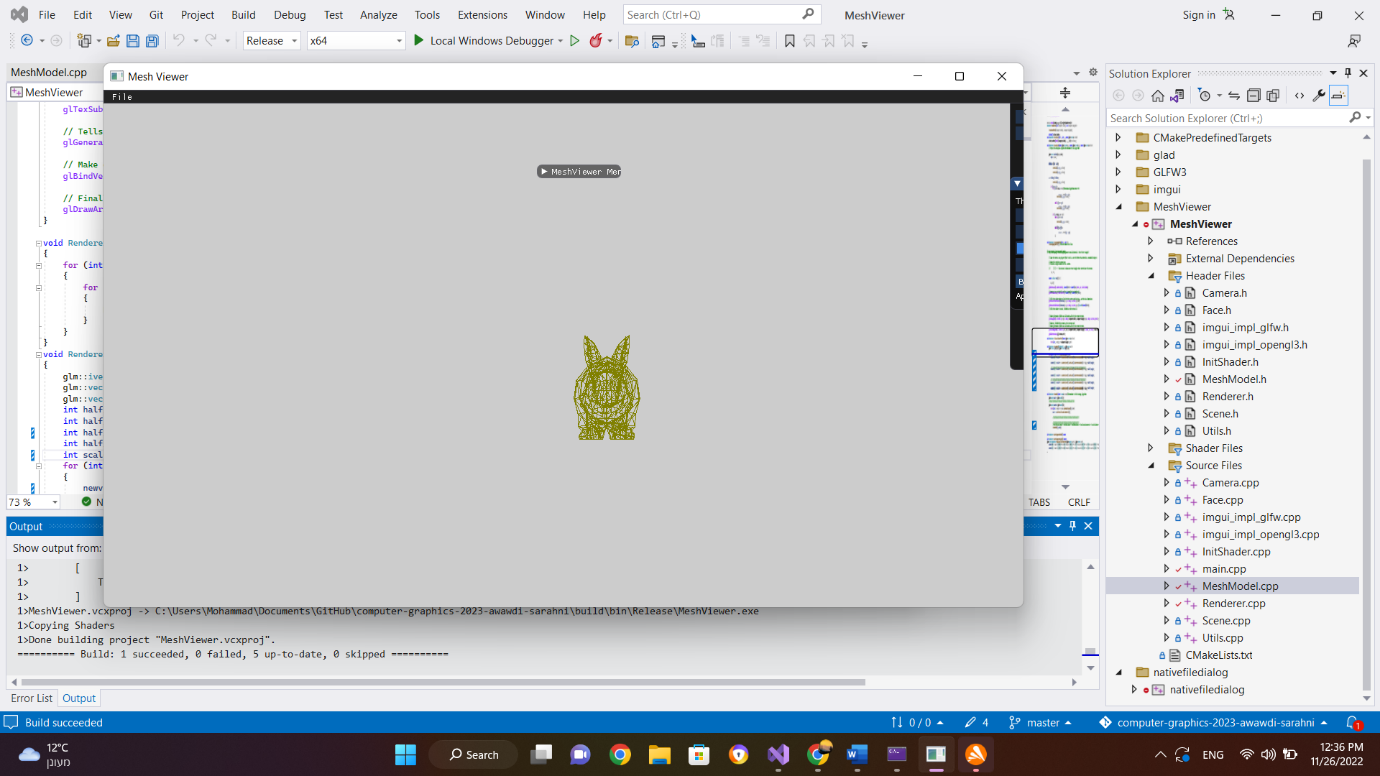 File Edit View Git Project Build Debug Test Analyze Tools Extensions Window Help Search (Ctrl+Q) MeshViewer Sign in
Release x64 Local Windows Debugger
MeshModel.cpp
MeshViewer
glTexSub
// Tells
glGenera
// Make
glBindVe
// Final
glDrawAr
}
void Rendere
{
for (int
{
for
{
}
}
}
void Rendere
{
glm::ive
glm::vec
glm::vec
int half
int half
int half
int half
int scal
for (int
{
newv
73 % N
TABS CRLF
Mesh Viewer
File
MeshViewer Mer
Th
B
Ap
Output
Show output from:
1> [
1> T
1> ]
1>MeshViewer.vcxproj -> C:\Users\Mohammad\Documents\GitHub\computer-graphics-2023-awawdi-sarahni\build\bin\Release\MeshViewer.exe
1>Copying Shaders
1>Done building project "MeshViewer.vcxproj".
========== Build: 1 succeeded, 0 failed, 5 up-to-date, 0 skipped ==========
Error List Output
Solution Explorer
Search Solution Explorer (Ctrl+;)
CMakePredefinedTargets
glad
GLFW3
imgui
MeshViewer
MeshViewer
References
External Dependencies
Header Files
Camera.h
Face.h
imgui_impl_glfw.h
imgui_impl_opengl3.h
InitShader.h
MeshModel.h
Renderer.h
Scene.h
Utils.h
Shader Files
Source Files
Camera.cpp
Face.cpp
imgui_impl_glfw.cpp
imgui_impl_opengl3.cpp
InitShader.cpp
main.cpp
MeshModel.cpp
Renderer.cpp
Scene.cpp
Utils.cpp
CMakeLists.txt
nativefiledialog
nativefiledialog
Build succeeded 0 / 0 4 master computer-graphics-2023-awawdi-sarahni 1
12°C
מעונן
Search
ENG
12:36 PM
11/26/2022